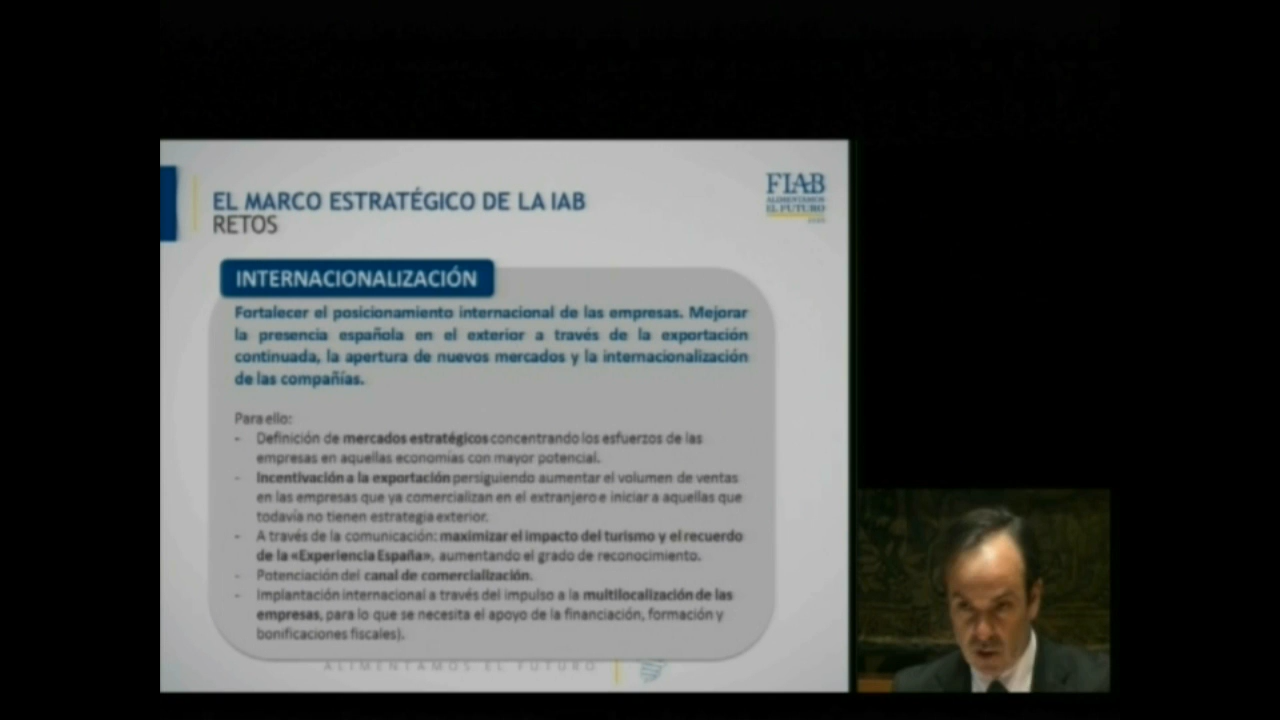 EL MARCO ESTRATÉGICO DE LA IAB
RETOS
FIAB
ALIMENTAMOS
EL FUTURO
INTERNACIONALIZACIÓN
Fortalecer el posicionamiento internacional de las empresas. Mejorar
la presencia española en el exterior a través de la exportación
continuada, la apertura de nuevos mercados y la internacionalización
de las compañías.
Para ello:
- Definición de mercados estratégicos concentrando los esfuerzos de las
empresas en aquellas economías con mayor potencial.
- Incentivación a la exportación persiguiendo aumentar el volumen de ventas
en las empresas que ya comercializan en el extranjero e iniciar a aquellas que
todavía no tienen estrategia exterior.
- A través de la comunicación: maximizar el impacto del turismo y el recuerdo
de la «Experiencia España», aumentando el grado de reconocimiento.
- Potenciación del canal de comercialización.
- Implantación internacional a través del impulso a la multilocalización de las
empresas, para lo que se necesita el apoyo de la financiación, formación y
bonificaciones fiscales).
ALIMENTAMOS EL FUTURO